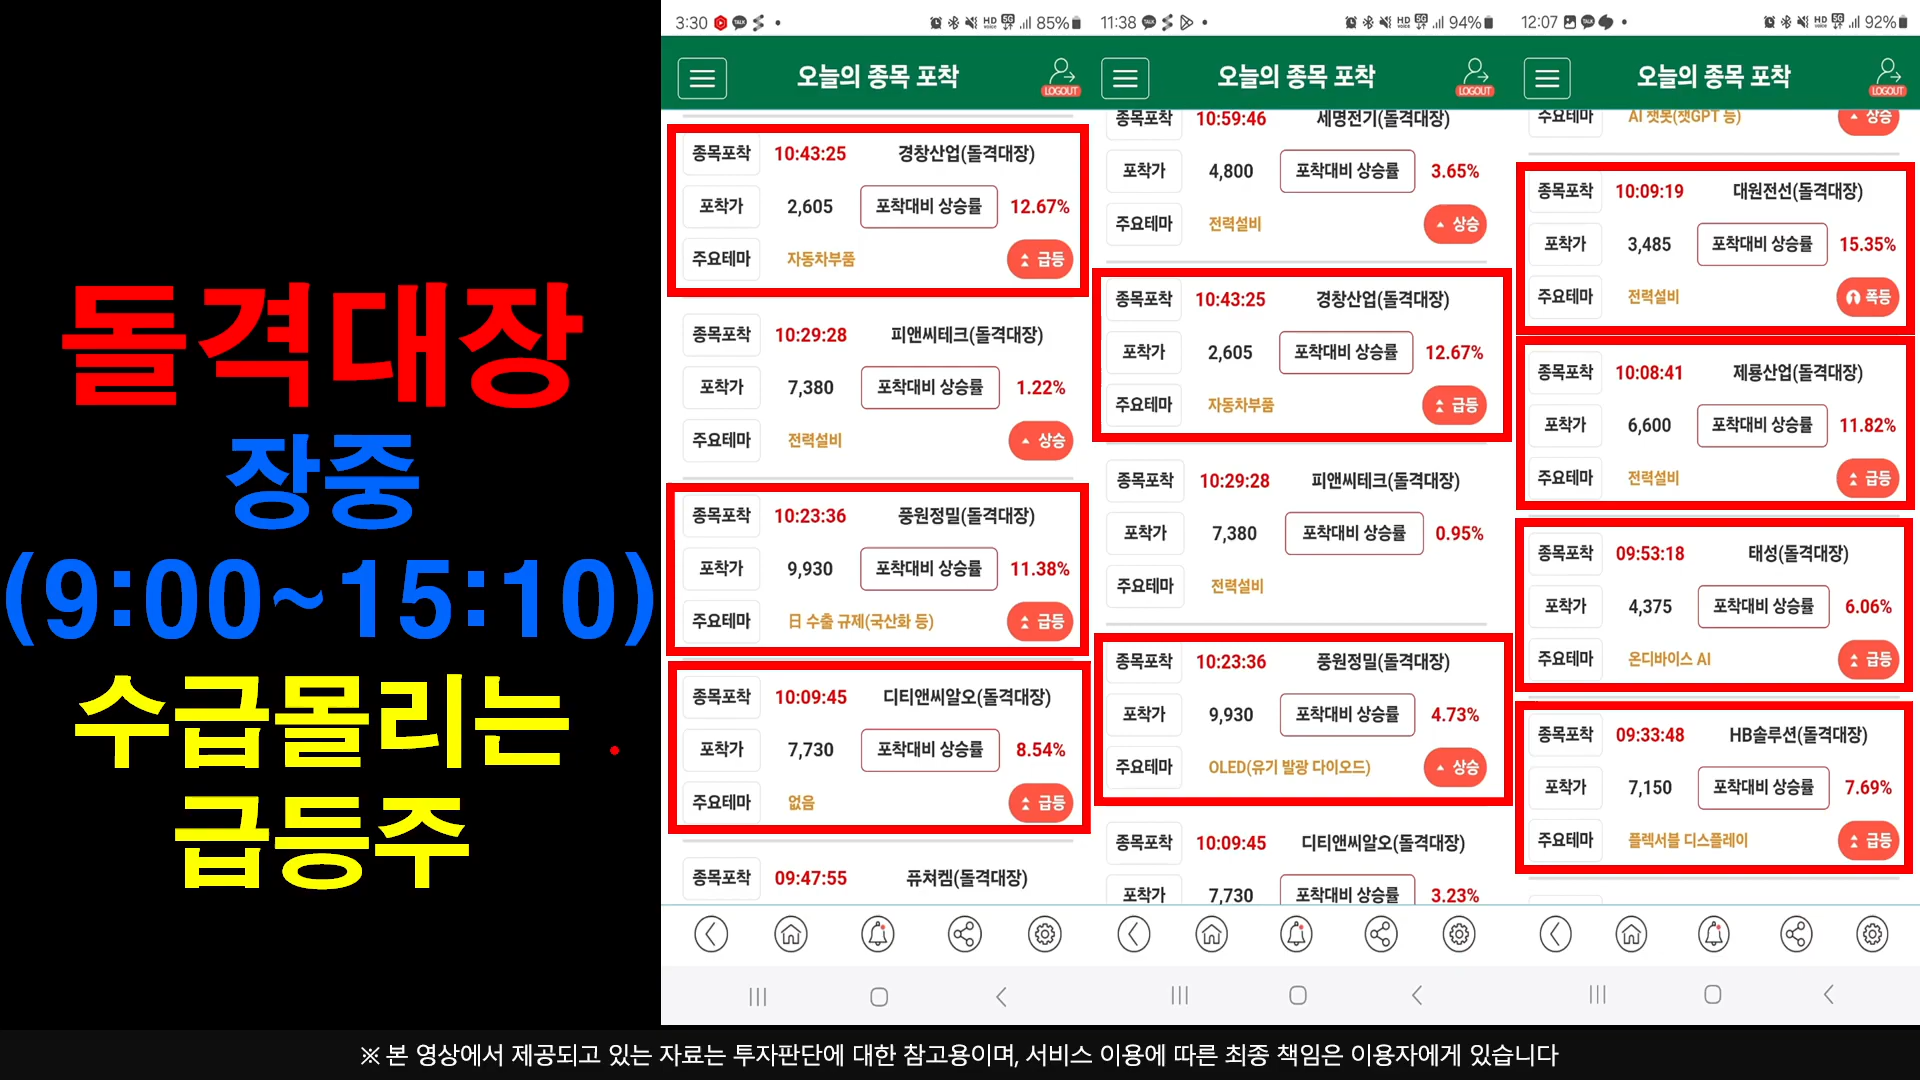 돌격대장
장중
(9:00~15:10)
수급몰리는
급등주
3:30 TALK HD VOICE 5G 85%
오늘의 종목 포착
LOGOUT
종목포착 10:43:25 경창산업(돌격대장)
포착가 2,605 포착대비 상승률 12.67%
주요테마 자동차부품 급등
종목포착 10:29:28 피앤씨테크(돌격대장)
포착가 7,380 포착대비 상승률 1.22%
주요테마 전력설비 상승
종목포착 10:23:36 풍원정밀(돌격대장)
포착가 9,930 포착대비 상승률 11.38%
주요테마 日 수출 규제(국산화 등) 급등
종목포착 10:09:45 디티앤씨알오(돌격대장)
포착가 7,730 포착대비 상승률 8.54%
주요테마 없음 급등
종목포착 09:47:55 퓨쳐켐(돌격대장)
11:38 TALK HD VOICE 5G 94%
오늘의 종목 포착
LOGOUT
종목포착 10:59:46 세명전기(돌격대장)
포착가 4,800 포착대비 상승률 3.65%
주요테마 전력설비 상승
종목포착 10:43:25 경창산업(돌격대장)
포착가 2,605 포착대비 상승률 12.67%
주요테마 자동차부품 급등
종목포착 10:29:28 피앤씨테크(돌격대장)
포착가 7,380 포착대비 상승률 0.95%
주요테마 전력설비
종목포착 10:23:36 풍원정밀(돌격대장)
포착가 9,930 포착대비 상승률 4.73%
주요테마 OLED(유기 발광 다이오드) 상승
종목포착 10:09:45 디티앤씨알오(돌격대장)
포착가 7,730 포착대비 상승률 3.23%
12:07 TALK HD VOICE 5G 92%
오늘의 종목 포착
LOGOUT
주요테마 AI 챗봇(챗GPT 등) 상승
종목포착 10:09:19 대원전선(돌격대장)
포착가 3,485 포착대비 상승률 15.35%
주요테마 전력설비 폭등
종목포착 10:08:41 제룡산업(돌격대장)
포착가 6,600 포착대비 상승률 11.82%
주요테마 전력설비 급등
종목포착 09:53:18 태성(돌격대장)
포착가 4,375 포착대비 상승률 6.06%
주요테마 온디바이스 AI 급등
종목포착 09:33:48 HB솔루션(돌격대장)
포착가 7,150 포착대비 상승률 7.69%
주요테마 플렉서블 디스플레이 급등
※ 본 영상에서 제공되고 있는 자료는 투자판단에 대한 참고용이며, 서비스 이용에 따른 최종 책임은 이용자에게 있습니다